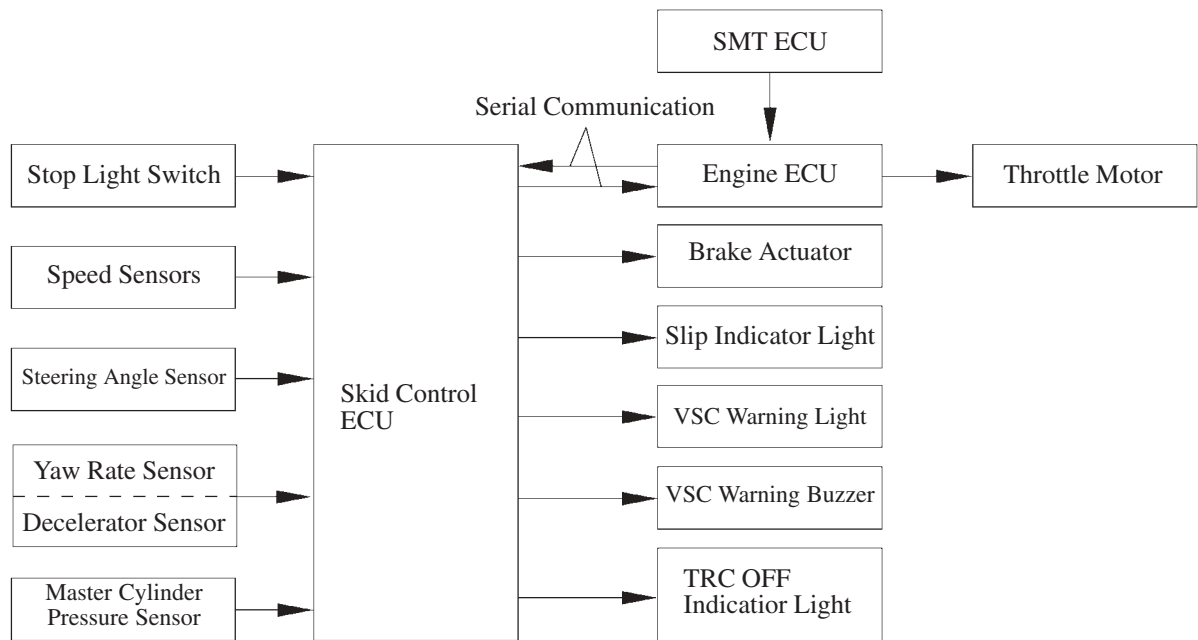 SMT ECU
Serial Communication
Stop Light Switch
Engine ECU
Throttle Motor
Speed Sensors
Brake Actuator
Slip Indicator Light
Steering Angle Sensor
Skid Control
ECU
VSC Warning Light
Yaw Rate Sensor
Decelerator Sensor
VSC Warning Buzzer
Master Cylinder
Pressure Sensor
TRC OFF
Indicatior Light